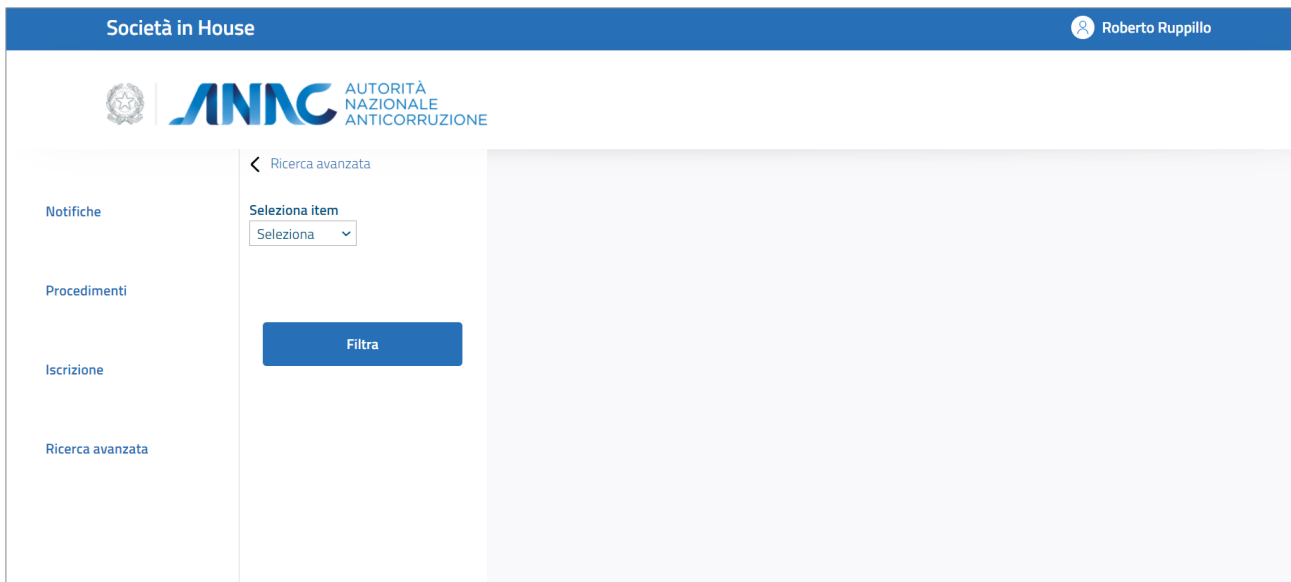 Società in House
Roberto Ruppillo
ANAC
AUTORITÀ
NAZIONALE
ANTICORRUZIONE
Ricerca avanzata
Notifiche
Seleziona item
Seleziona
Procedimenti
Filtra
Iscrizione
Ricerca avanzata